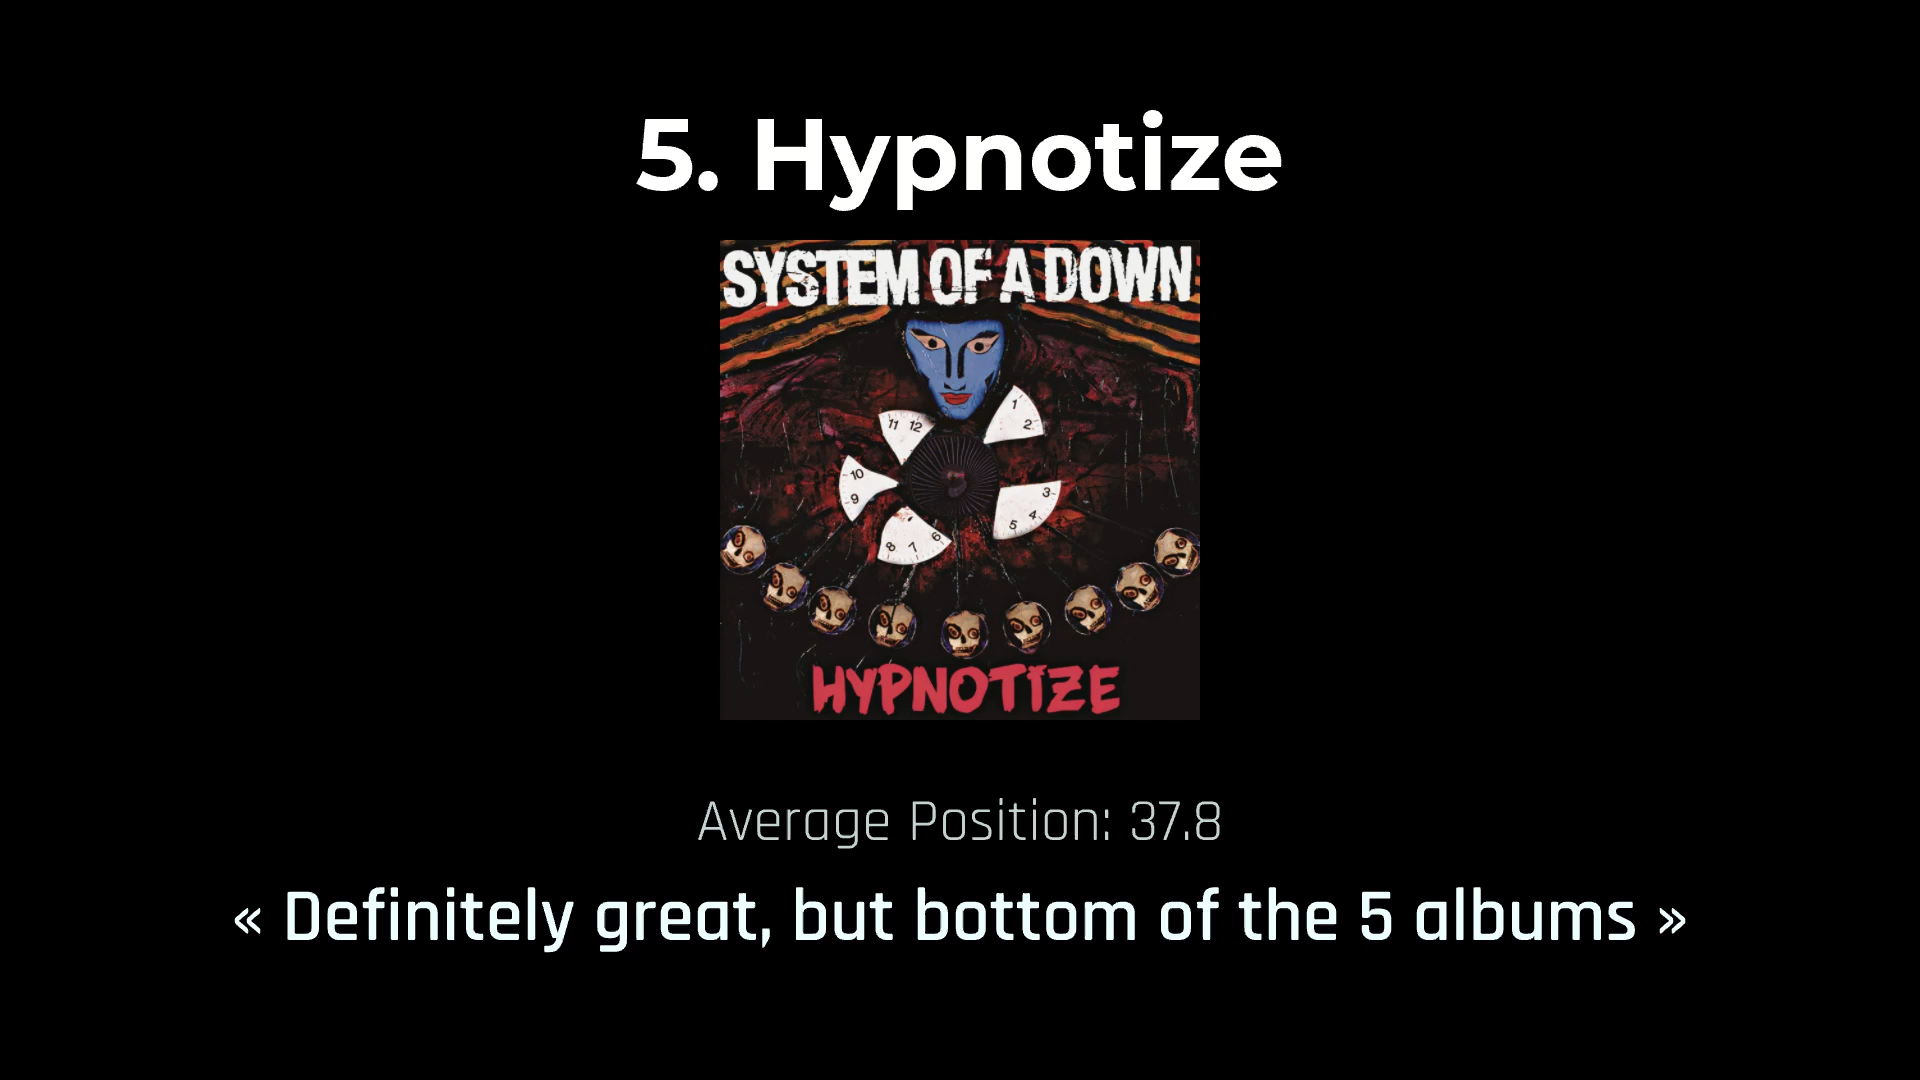 5. Hypnotize
SYSTEM OF A DOWN
11 12 1
2
10
9
3
4
5
8 7 6
HYPNOTIZE
Average Position: 37.8
« Definitely great, but bottom of the 5 albums »